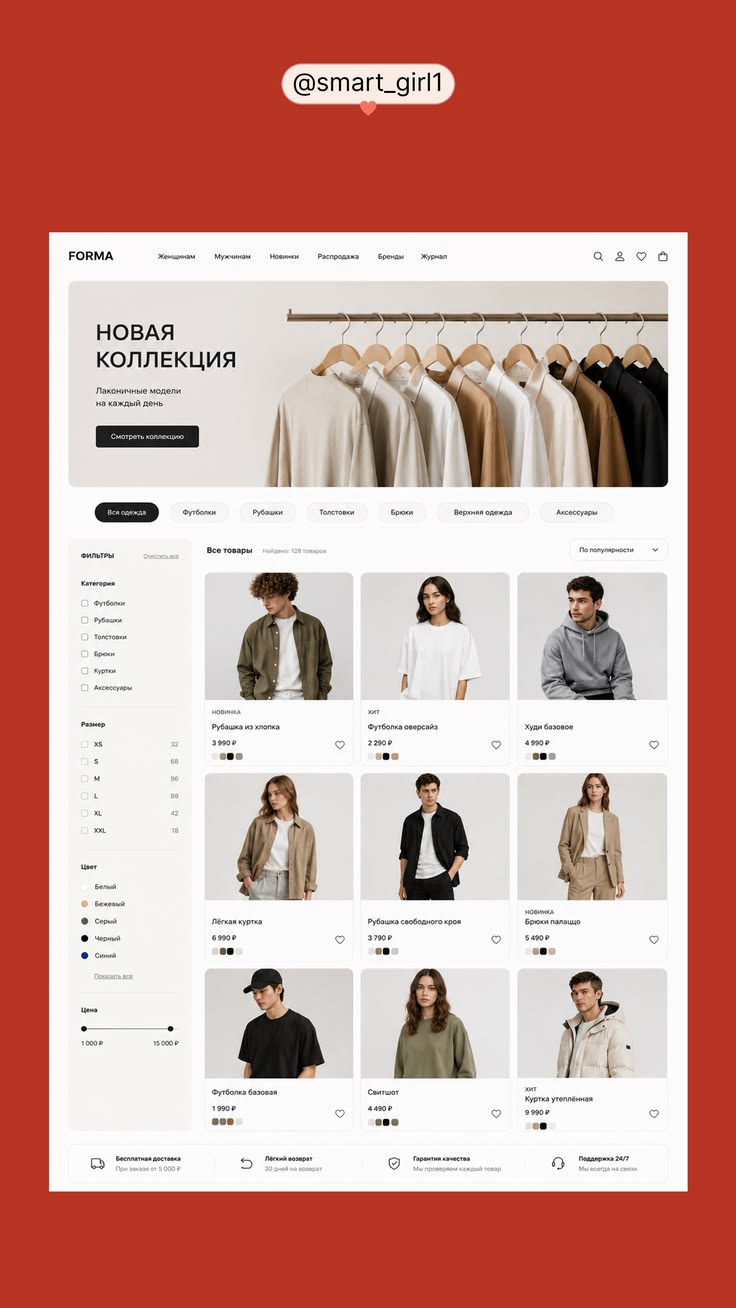 @smart_girl1
FORMA
Женщинам Мужчинам Новинки Распродажа Бренды Журнал
НОВАЯ
КОЛЛЕКЦИЯ
Лаконичные модели
на каждый день
Смотреть коллекцию
Вся одежда Футболки Рубашки Толстовки Брюки Верхняя одежда Аксессуары
ФИЛЬТРЫ Очистить все
Категория
Футболки
Рубашки
Толстовки
Брюки
Куртки
Аксессуары
Размер
XS 32
S 68
M 96
L 88
XL 42
XXL 18
Цвет
Белый
Бежевый
Серый
Черный
Синий
Показать все
Цена
1 000 ₽ 15 000 ₽
Все товары Найдено: 128 товаров
По популярности
НОВИНКА
Рубашка из хлопка
3 990 ₽
ХИТ
Футболка оверсайз
2 290 ₽
Худи базовое
4 990 ₽
Лёгкая куртка
6 990 ₽
Рубашка свободного кроя
3 790 ₽
НОВИНКА
Брюки палаццо
5 490 ₽
Футболка базовая
1 990 ₽
Свитшот
4 490 ₽
ХИТ
Куртка утеплённая
9 990 ₽
Бесплатная доставка
При заказе от 5 000 ₽
Лёгкий возврат
30 дней на возврат
Гарантия качества
Мы проверяем каждый товар
Поддержка 24/7
Мы всегда на связи